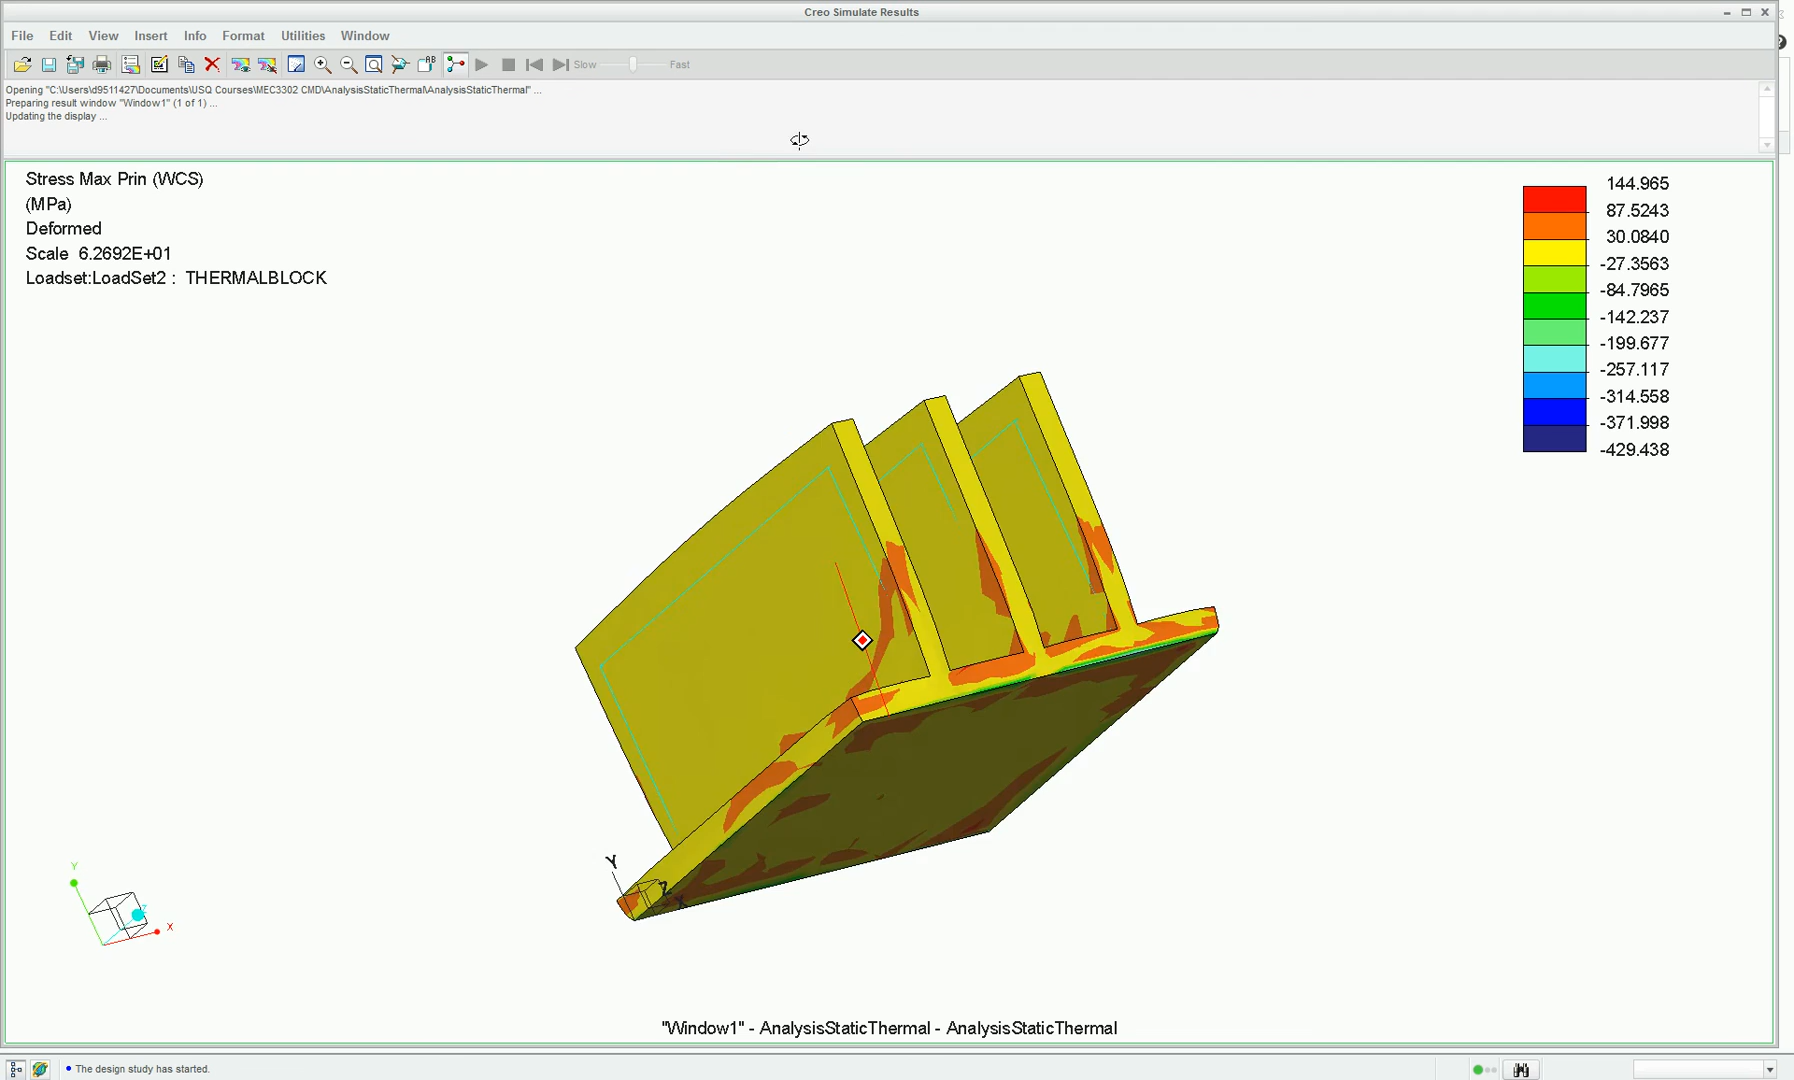 Creo Simulate Results
File Edit View Insert Info Format Utilities Window
AB
Slow Fast
Opening "C:\Users\d9511427\Documents\USQ Courses\MEC3302 CMD\AnalysisStaticThermal\AnalysisStaticThermal" ...
Preparing result window "Window1" (1 of 1) ...
Updating the display ...
Stress Max Prin (WCS)
(MPa)
Deformed
Scale 6.2692E+01
Loadset:LoadSet2 : THERMALBLOCK
144.965
87.5243
30.0840
-27.3563
-84.7965
-142.237
-199.677
-257.117
-314.558
-371.998
-429.438
Y
Z
X
Y
Z
X
"Window1" - AnalysisStaticThermal - AnalysisStaticThermal
The design study has started.